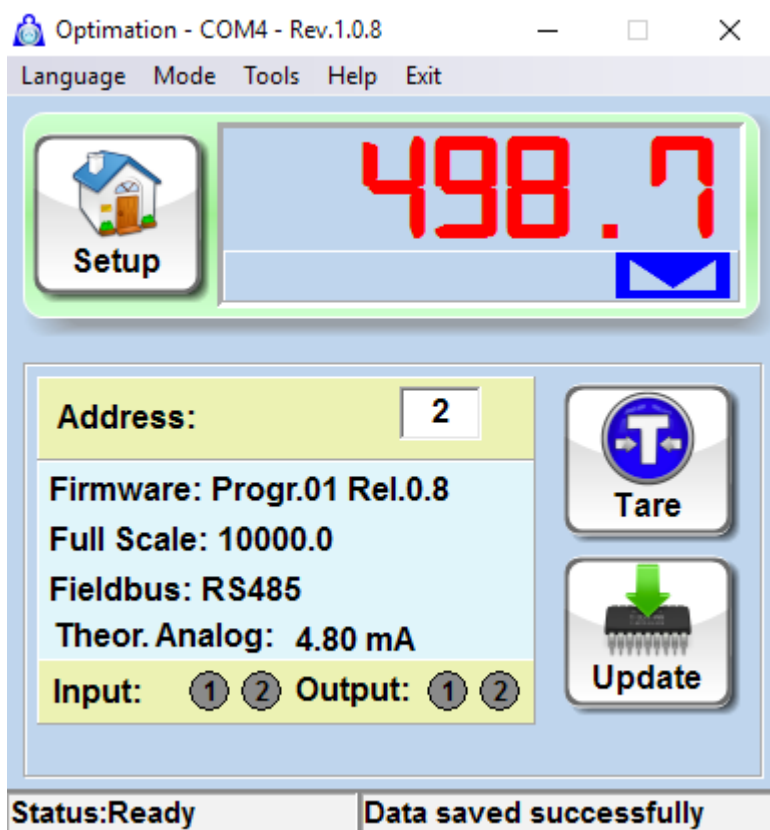 Optimation - COM4 - Rev.1.0.8
Language Mode Tools Help Exit
498.7
Setup
Address: 2
Firmware: Progr.01 Rel.0.8
Full Scale: 10000.0
Fieldbus: RS485
Theor. Analog: 4.80 mA
Input: 1 2 Output: 1 2
T
Tare
Update
Status:Ready
Data saved successfully